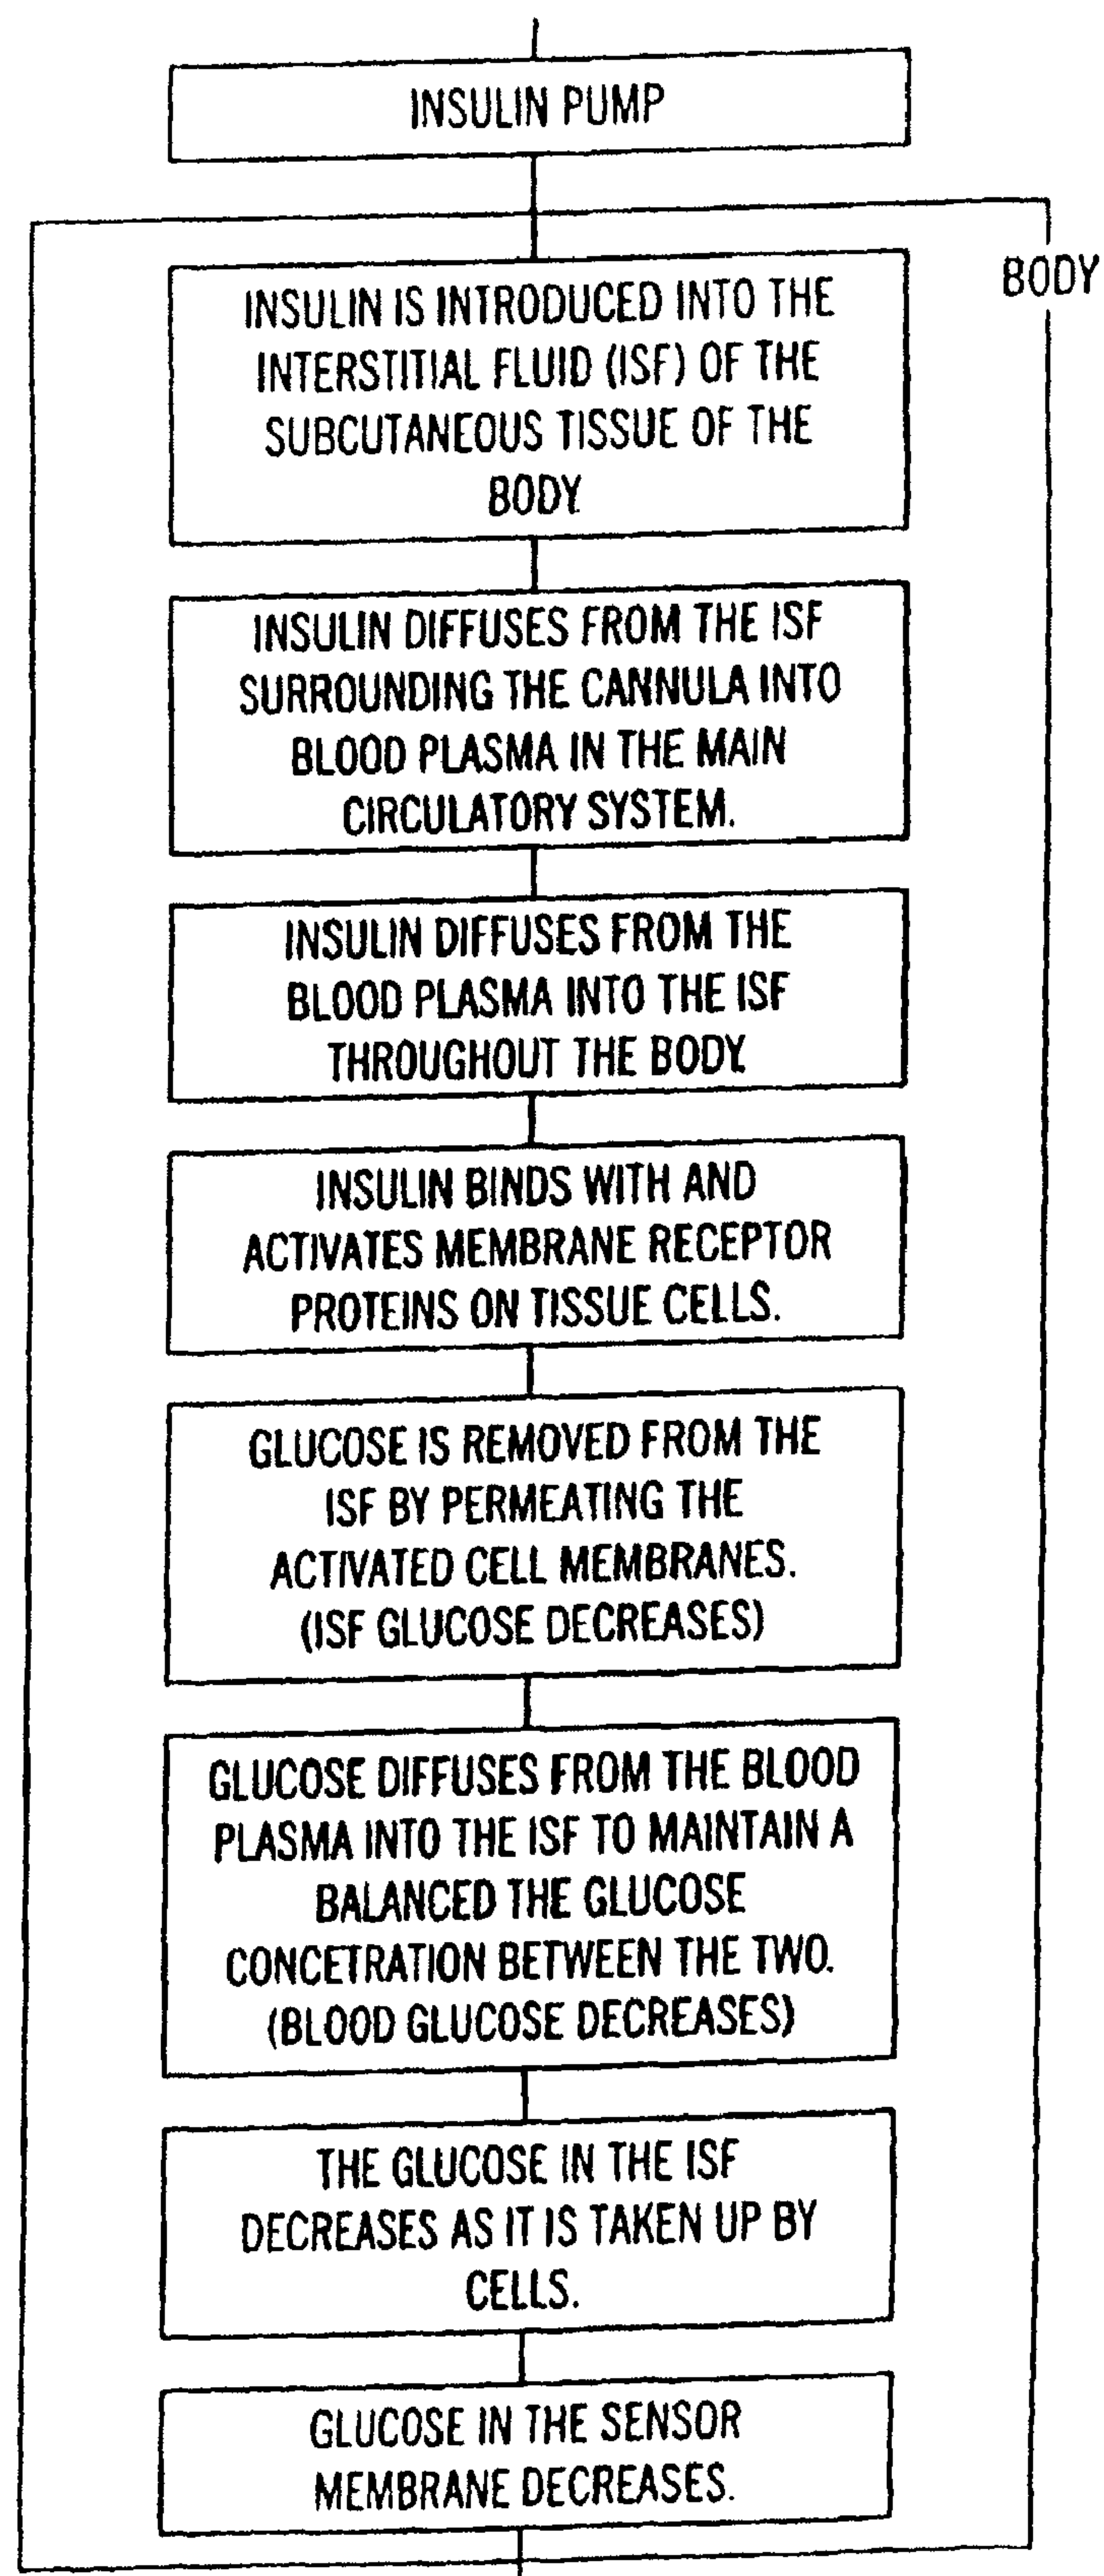 INSULIN PUMP
BODY
INSULIN IS INTRODUCED INTO THE
INTERSTITIAL FLUID (ISF) OF THE
SUBCUTANEOUS TISSUE OF THE
BODY.
INSULIN DIFFUSES FROM THE ISF
SURROUNDING THE CANNULA INTO
BLOOD PLASMA IN THE MAIN
CIRCULATORY SYSTEM.
INSULIN DIFFUSES FROM THE
BLOOD PLASMA INTO THE ISF
THROUGHOUT THE BODY.
INSULIN BINDS WITH AND
ACTIVATES MEMBRANE RECEPTOR
PROTEINS ON TISSUE CELLS.
GLUCOSE IS REMOVED FROM THE
ISF BY PERMEATING THE
ACTIVATED CELL MEMBRANES.
(ISF GLUCOSE DECREASES)
GLUCOSE DIFFUSES FROM THE BLOOD
PLASMA INTO THE ISF TO MAINTAIN A
BALANCED THE GLUCOSE
CONCETRATION BETWEEN THE TWO.
(BLOOD GLUCOSE DECREASES)
THE GLUCOSE IN THE ISF
DECREASES AS IT IS TAKEN UP BY
CELLS.
GLUCOSE IN THE SENSOR
MEMBRANE DECREASES.